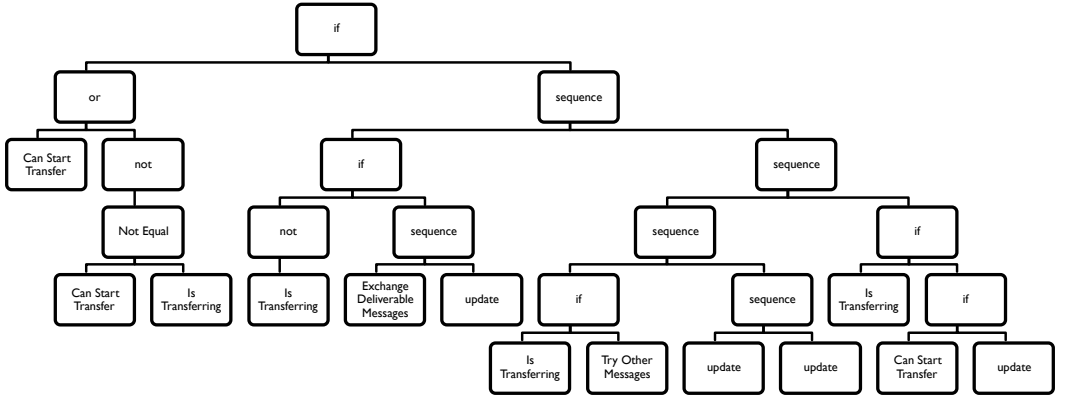 if
or
sequence
Can Start
Transfer
not
if
sequence
Not Equal
not
sequence
sequence
if
Can Start
Transfer
Is
Transferring
Is
Transferring
Exchange
Deliverable
Messages
update
if
sequence
Is
Transferring
if
Is
Transferring
Try Other
Messages
update
update
Can Start
Transfer
update